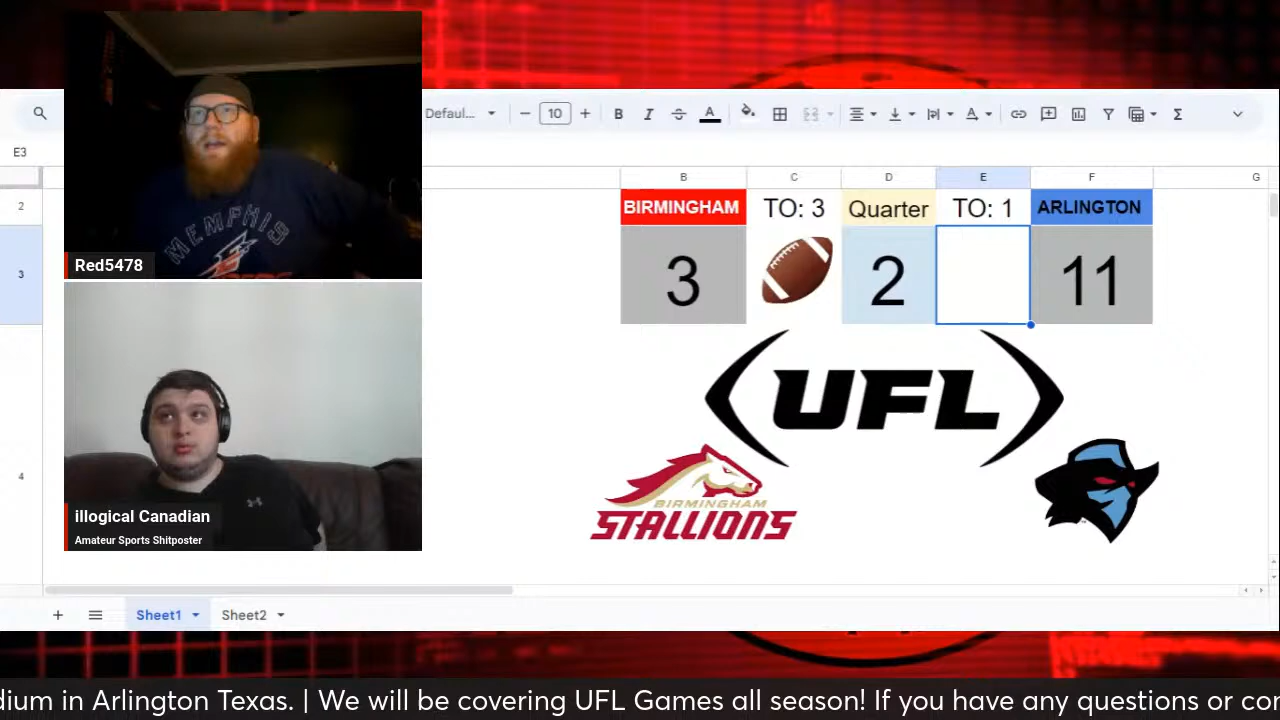 Defaul...
10
B
I
A
E3
B
C
D
E
F
G
2
BIRMINGHAM
TO: 3
Quarter
TO: 1
ARLINGTON
3
3
2
11
MEMPHIS
Red5478
UFL
4
BIRMINGHAM
STALLIONS
illogical Canadian
Amateur Sports Shitposter
Sheet1
Sheet2
dium in Arlington Texas. | We will be covering UFL Games all season! If you have any questions or co